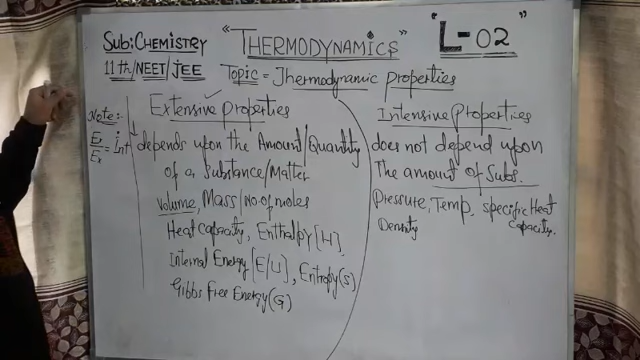 Sub: CHEMISTRY
"THERMODYNAMICS"
"L-02"
11th/NEET/JEE
Topic = Thermodynamic properties
Note:-
Ex/Ex = Int
Extensive Properties
depends upon the Amount/Quantity
of a Substance/Matter
Volume, Mass/No of moles
Heat capacity, Enthalpy [H].
Internal Energy [E/U], Entropy (S)
Gibbs Free Energy (G)
Intensive Properties
does not depend upon
The amount of Subs.
Pressure, Temp, specific Heat
Capacity.
Density